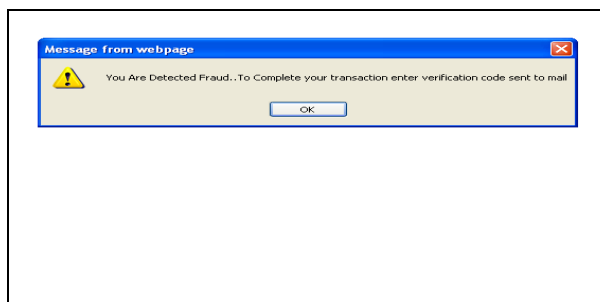 Message from webpage
You Are Detected Fraud..To Complete your transaction enter verification code sent to mail
OK